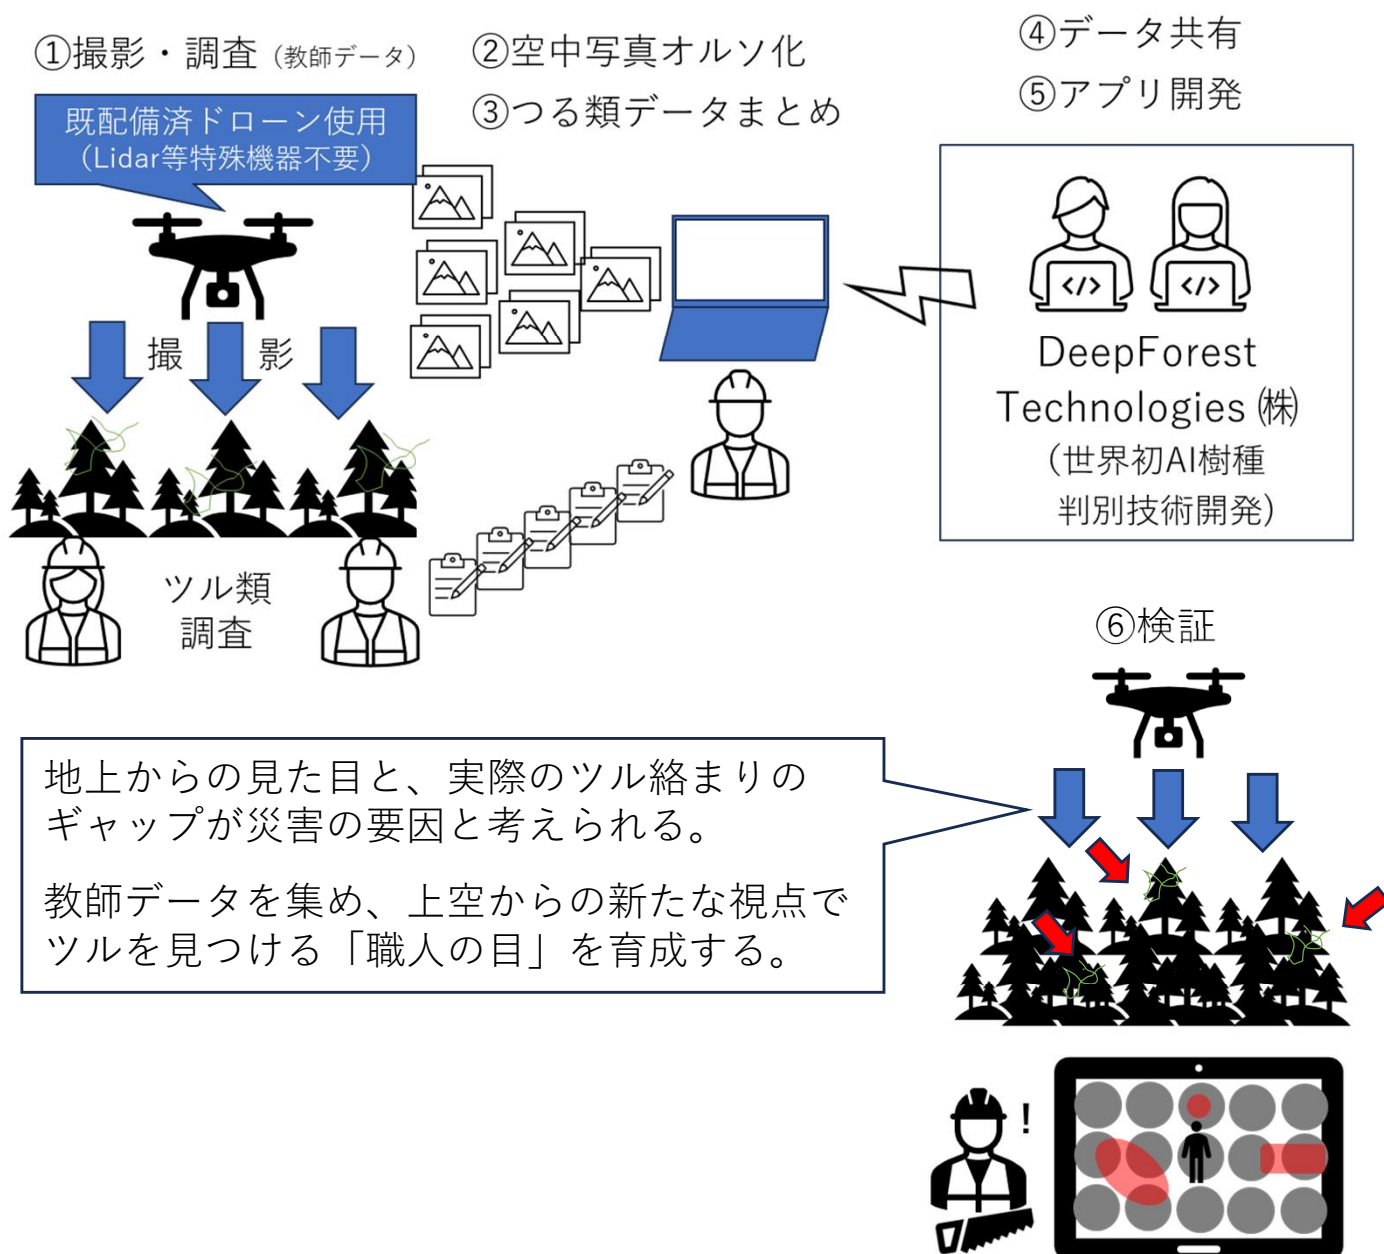 ①撮影・調査（教師データ）
既配備済ドローン使用
（Lidar等特殊機器不要）
撮影
ツル類
調査
②空中写真オルソ化
③つる類データまとめ
④データ共有
⑤アプリ開発
</>
</>
DeepForest
Technologies ㈱
（世界初AI樹種
判別技術開発）
⑥検証
地上からの見た目と、実際のツル絡まりの
ギャップが災害の要因と考えられる。
教師データを集め、上空からの新たな視点で
ツルを見つける「職人の目」を育成する。
!